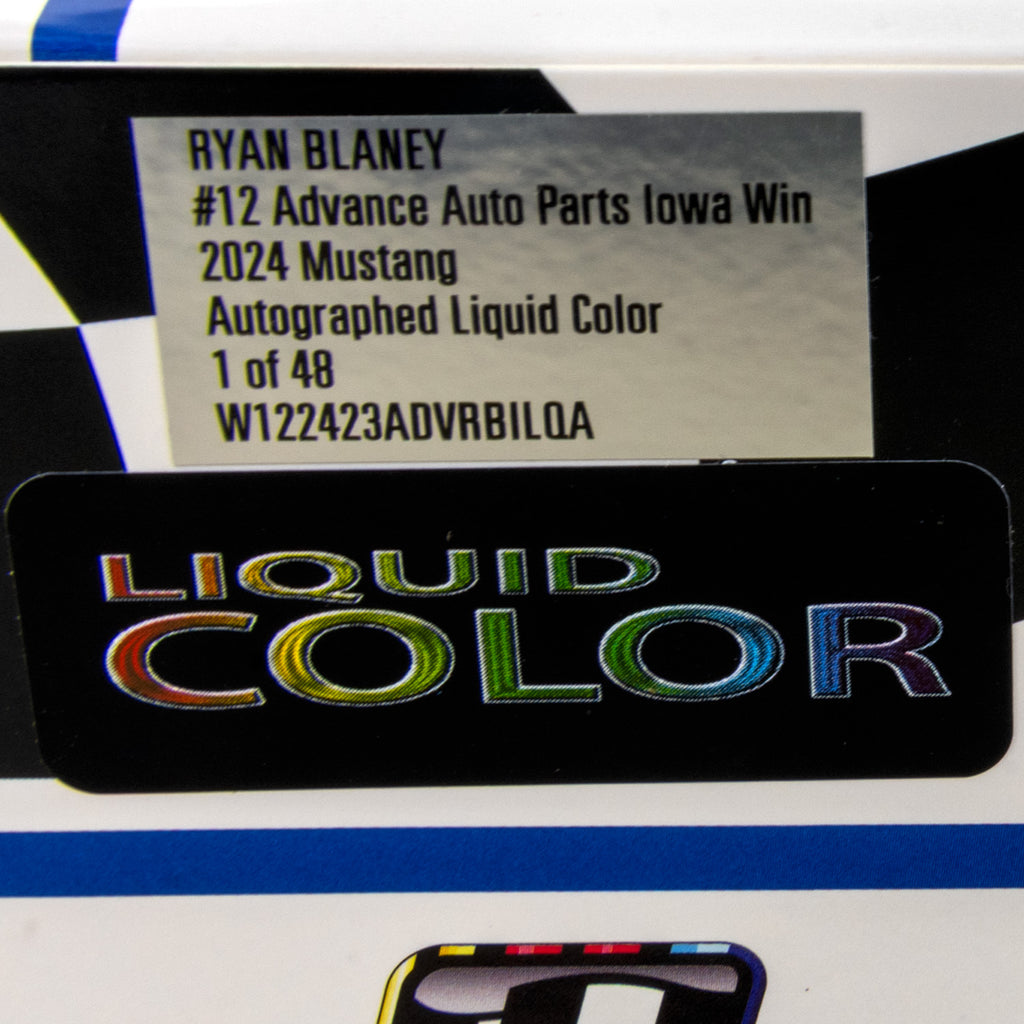 RYAN BLANEY
#12 Advance Auto Parts Iowa Win
2024 Mustang
Autographed Liquid Color
1 of 48
W122423ADVRBILQA
LIQUID
COLOR